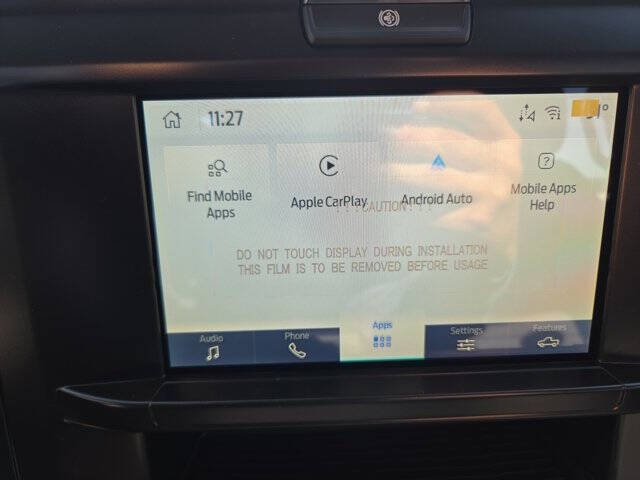 11:27
Find Mobile
Apps
Apple CarPlay
Android Auto
Mobile Apps
Help
! ! ! CAUTION ! ! !
DO NOT TOUCH DISPLAY DURING INSTALLATION
THIS FILM IS TO BE REMOVED BEFORE USAGE
Audio
Phone
Apps
Settings
Features